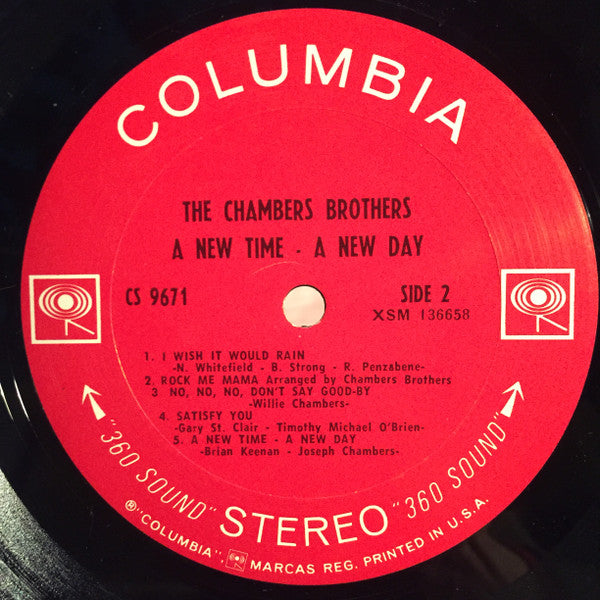 COLUMBIA
THE CHAMBERS BROTHERS
A NEW TIME - A NEW DAY
CS 9671
SIDE 2
XSM 136658
1. I WISH IT WOULD RAIN
-N. Whitefield - B. Strong - R. Penzabene-
2. ROCK ME MAMA Arranged by Chambers Brothers
3 NO, NO, NO, DON'T SAY GOOD-BY
-Willie Chambers-
4. SATISFY YOU
-Gary St. Clair - Timothy Michael O'Brien-
5. A NEW TIME - A NEW DAY
-Brian Keenan - Joseph Chambers-
"360 SOUND" STEREO "360 SOUND"
® "COLUMBIA", MARCAS REG. PRINTED IN U.S.A.